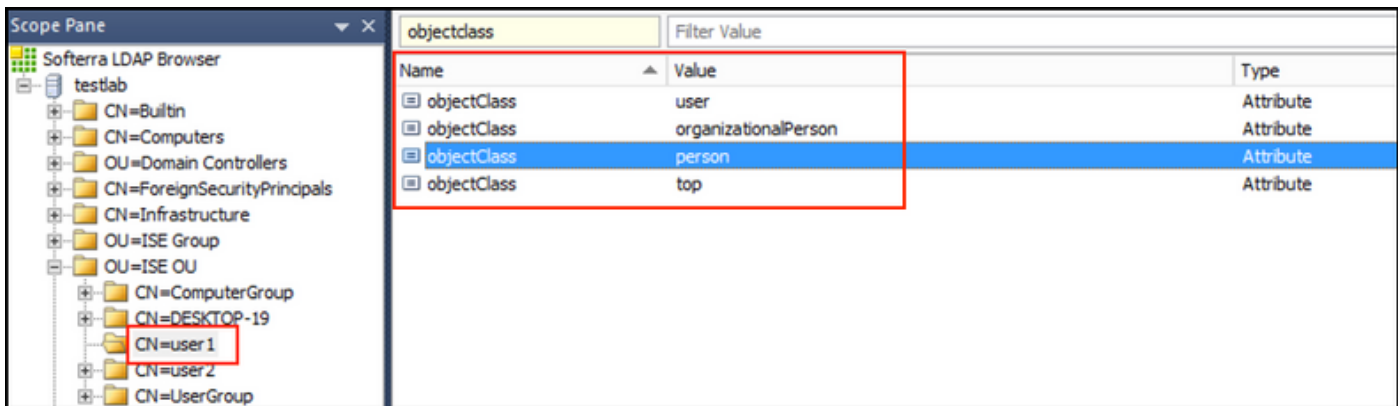 Scope Pane
Softerra LDAP Browser
testlab
CN=Builtin
CN=Computers
OU=Domain Controllers
CN=ForeignSecurityPrincipals
CN=Infrastructure
OU=ISE Group
OU=ISE OU
CN=ComputerGroup
CN=DESKTOP-19
CN=user1
CN=user2
CN=UserGroup
objectclass Filter Value
Name Value Type
objectClass user Attribute
objectClass organizationalPerson Attribute
objectClass person Attribute
objectClass top Attribute